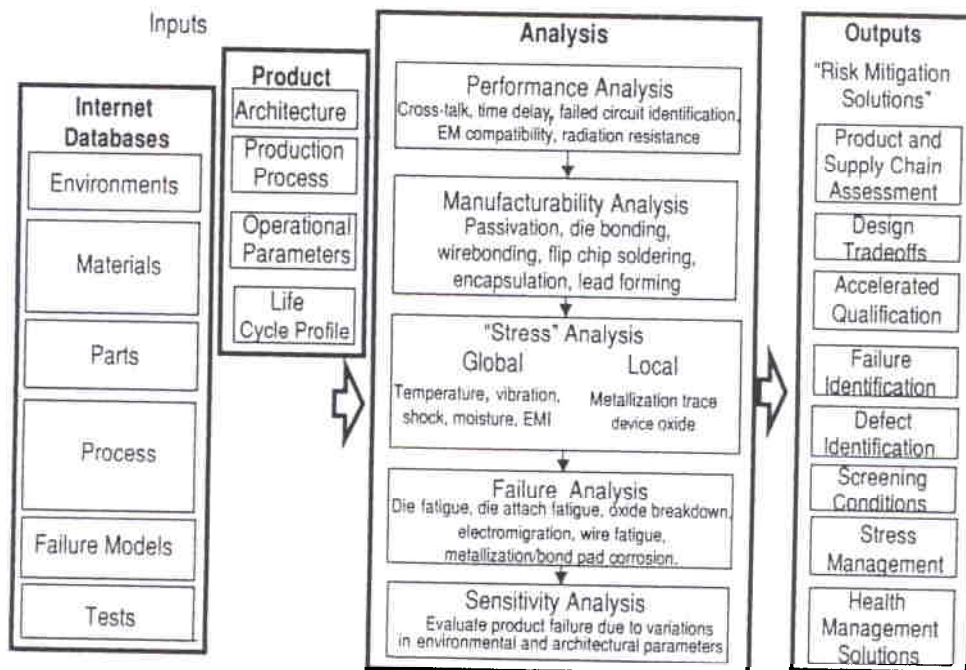 Inputs
Internet
Databases
Environments
Materials
Parts
Process
Failure Models
Tests
Product
Architecture
Production
Process
Operational
Parameters
Life
Cycle Profile
Analysis
Performance Analysis
Cross-talk, time delay, failed circuit identification,
EM compatibility, radiation resistance
Manufacturability Analysis
Passivation, die bonding,
wirebonding, flip chip soldering,
encapsulation, lead forming
"Stress" Analysis
Global
Temperature, vibration,
shock, moisture, EMI
Local
Metallization trace
device oxide
Failure Analysis
Die fatigue, die attach fatigue, oxide breakdown,
electromigration, wire fatigue,
metallization/bond pad corrosion.
Sensitivity Analysis
Evaluate product failure due to variations
in environmental and architectural parameters
Outputs
"Risk Mitigation
Solutions"
Product and
Supply Chain
Assessment
Design
Tradeoffs
Accelerated
Qualification
Failure
Identification
Defect
Identification
Screening
Conditions
Stress
Management
Health
Management
Solutions